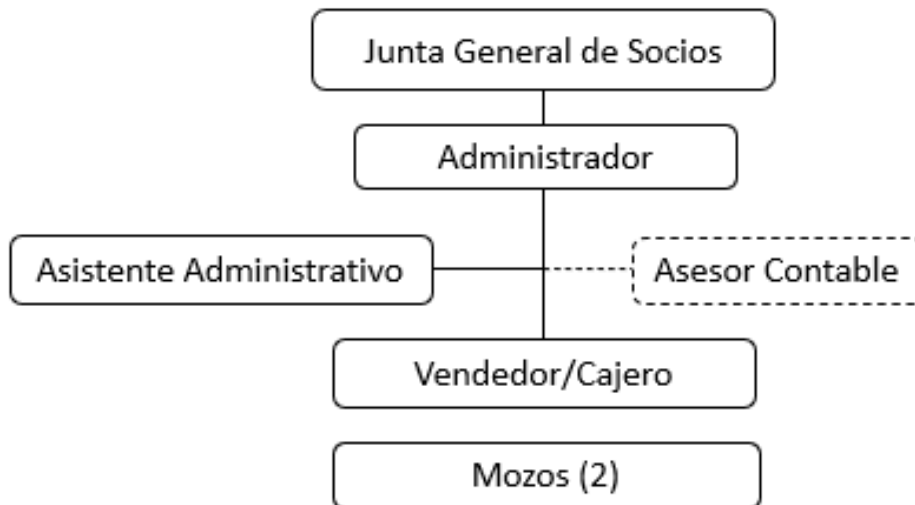 Junta General de Socios
Administrador
Asistente Administrativo
Asesor Contable
Vendedor/Cajero
Mozos (2)